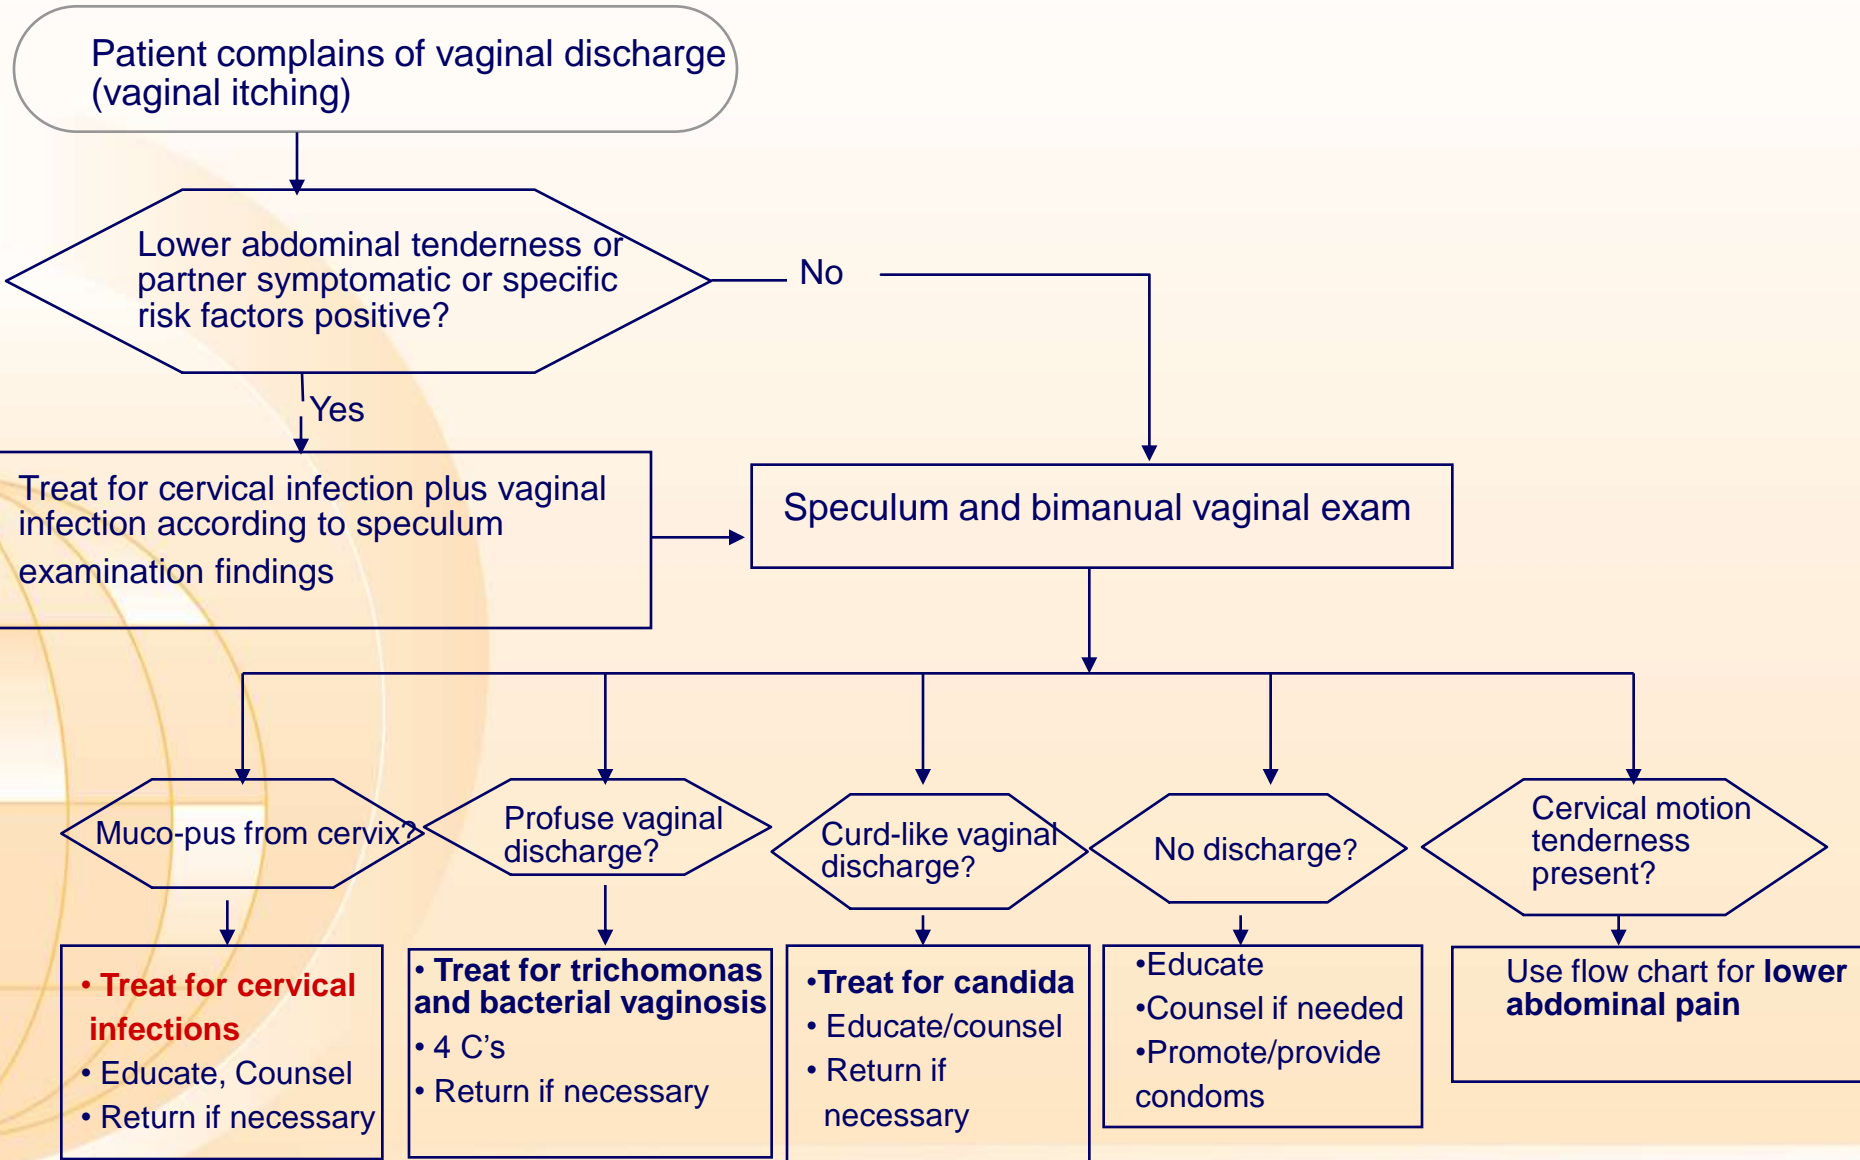 Patient complains of vaginal discharge
(vaginal itching)
Lower abdominal tenderness or
partner symptomatic or specific
risk factors positive?
No
Yes
Treat for cervical infection plus vaginal
infection according to speculum
examination findings
Speculum and bimanual vaginal exam
Muco-pus from cervix?
Profuse vaginal
discharge?
Curd-like vaginal
discharge?
No discharge?
Cervical motion
tenderness
present?
• Treat for cervical
infections
• Educate, Counsel
• Return if necessary
• Treat for trichomonas
and bacterial vaginosis
• 4 C's
• Return if necessary
•Treat for candida
• Educate/counsel
• Return if
necessary
•Educate
•Counsel if needed
•Promote/provide
condoms
Use flow chart for lower
abdominal pain